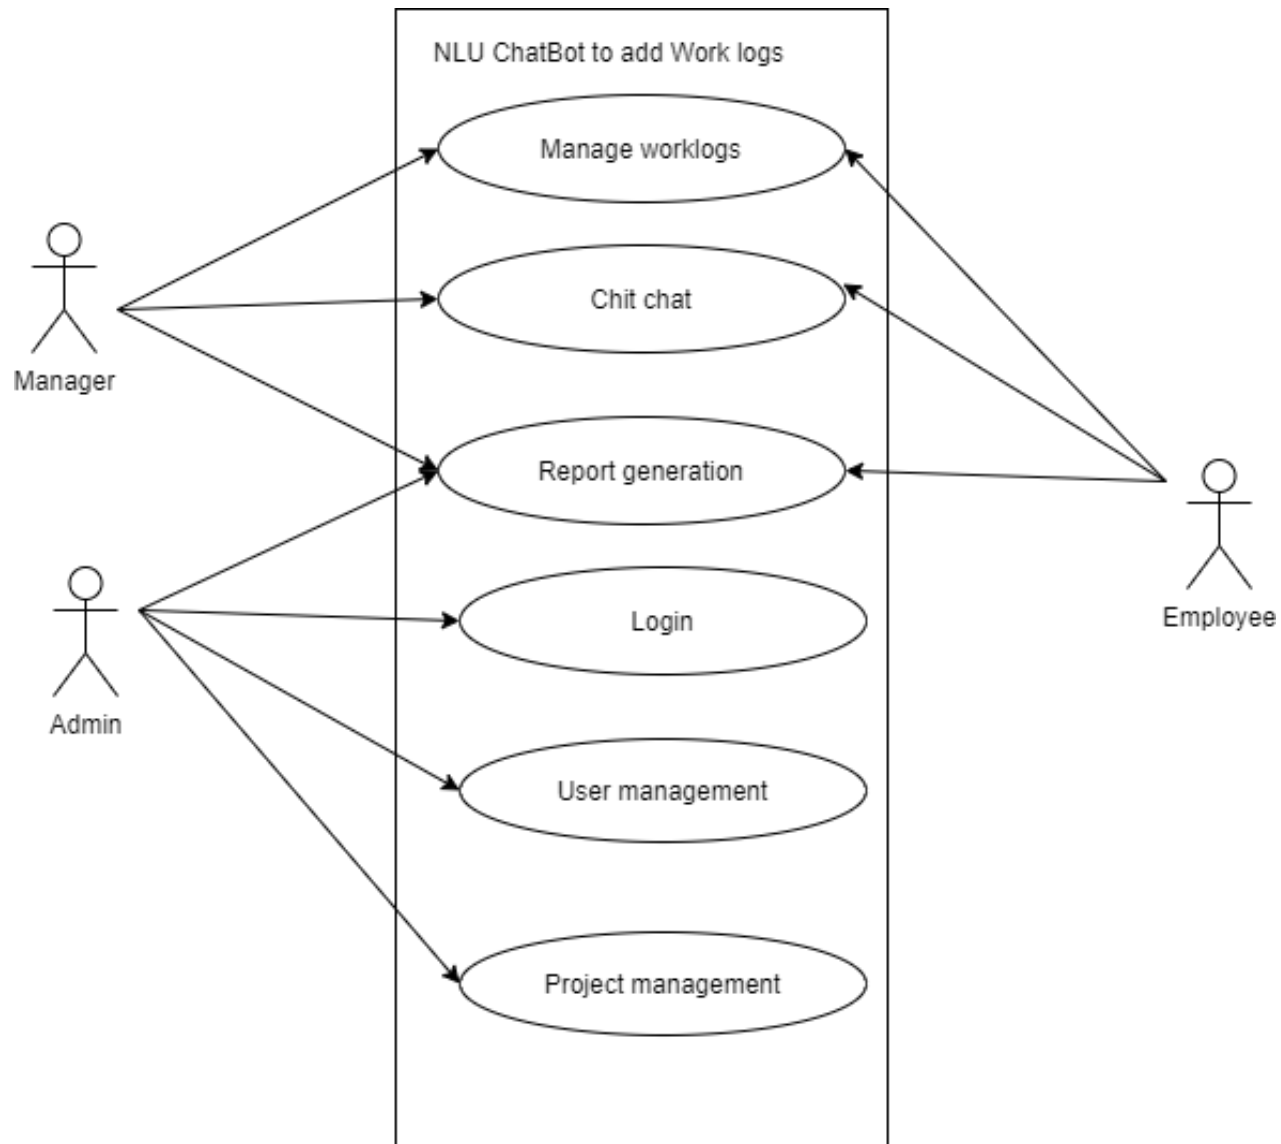 NLU ChatBot to add Work logs
Manage worklogs
Chit chat
Manager
Report generation
Login
Employee
Admin
User management
Project management